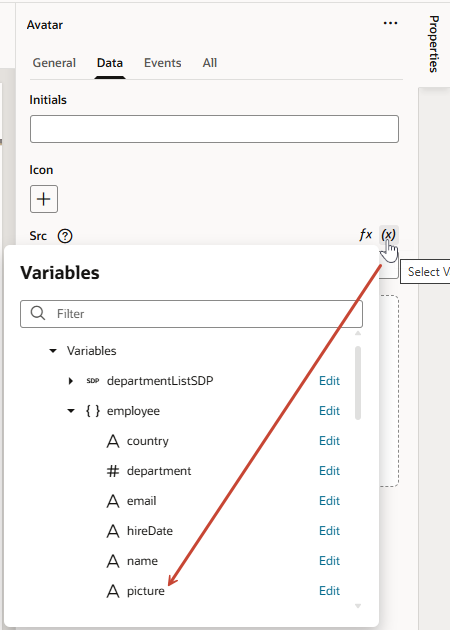 Avatar
Properties
General Data Events All
Initials
Icon
Src
fx (x)
Select V
Variables
Filter
Variables
SDP departmentListSDP Edit
{ } employee Edit
A country Edit
# department Edit
A email Edit
A hireDate Edit
A name Edit
A picture Edit